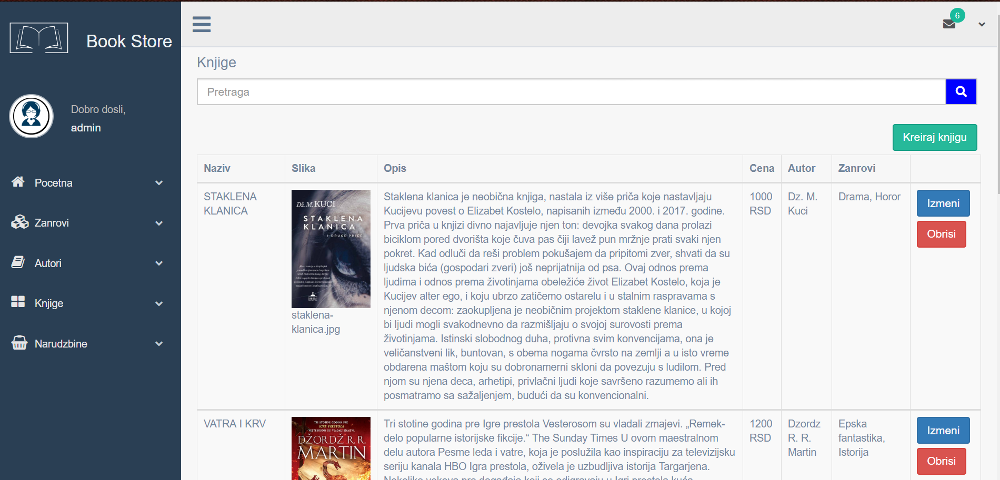 Book Store
6
Dobro dosli,
admin
Pocetna
Zanrovi
Autori
Knjige
Narudzbine
Knjige
Pretraga
Kreiraj knjigu
Naziv
Slika
Opis
Cena
Autor
Zanrovi
STAKLENA
KLANICA
DŽ. M. KUCI
STAKLENA
KLANICA
I DRUGE PRIČE
staklena-
klanica.jpg
Staklena klanica je neobična knjiga, nastala iz više priča koje nastavljaju
Kucijevu povest o Elizabet Kostelo, napisanih između 2000. i 2017. godine.
Prva priča u knjizi divno najavljuje njen ton: devojka svakog dana prolazi
biciklom pored dvorišta koje čuva pas čiji lavež pun mržnje prati svaki njen
pokret. Kad odluči da reši problem pokušajem da pripitomi zver, shvati da su
ljudska bića (gospodari zveri) još neprijatnija od psa. Ovaj odnos prema
ljudima i odnos prema životinjama obeležiće život Elizabet Kostelo, koja je
Kucijev alter ego, i koju ubrzo zatičemo ostarelu i u stalnim raspravama s
njenom decom: zaokupljena je neobičnim projektom staklene klanice, u kojoj
bi ljudi mogli svakodnevno da razmišljaju o svojoj surovosti prema
životinjama. Istinski slobodnog duha, protivna svim konvencijama, ona je
veličanstveni lik, buntovan, s obema nogama čvrsto na zemlji a u isto vreme
obdarena maštom koju su dobronamerni skloni da povezuju s ludilom. Pred
njom su njena deca, arhetipi, privlačni ljudi koje savršeno razumemo ali ih
posmatramo sa sažaljenjem, budući da su konvencionalni.
1000
RSD
Dz. M.
Kuci
Drama, Horor
Izmeni
Obrisi
VATRA I KRV
TRI STOTINE GODINA PRE
IGRE PRESTOLA
VESTEROSOM SU VLADALI ZMAJEVI.
DŽORDŽ R.R.
MARTIN
Tri stotine godina pre Igre prestola Vesterosom su vladali zmajevi. „Remek-
delo popularne istorijske fikcije.“ The Sunday Times U ovom maestralnom
delu autora Pesme leda i vatre, koja je poslužila kao inspiraciju za televizijsku
seriju kanala HBO Igra prestola, oživela je uzbudljiva istorija Targarjena.
Nekoliko vekova pre događaja koji se odigravaju u Igri prestola kuća
1200
RSD
Dzordz
R. R.
Martin
Epska
fantastika,
Istorija
Izmeni
Obrisi